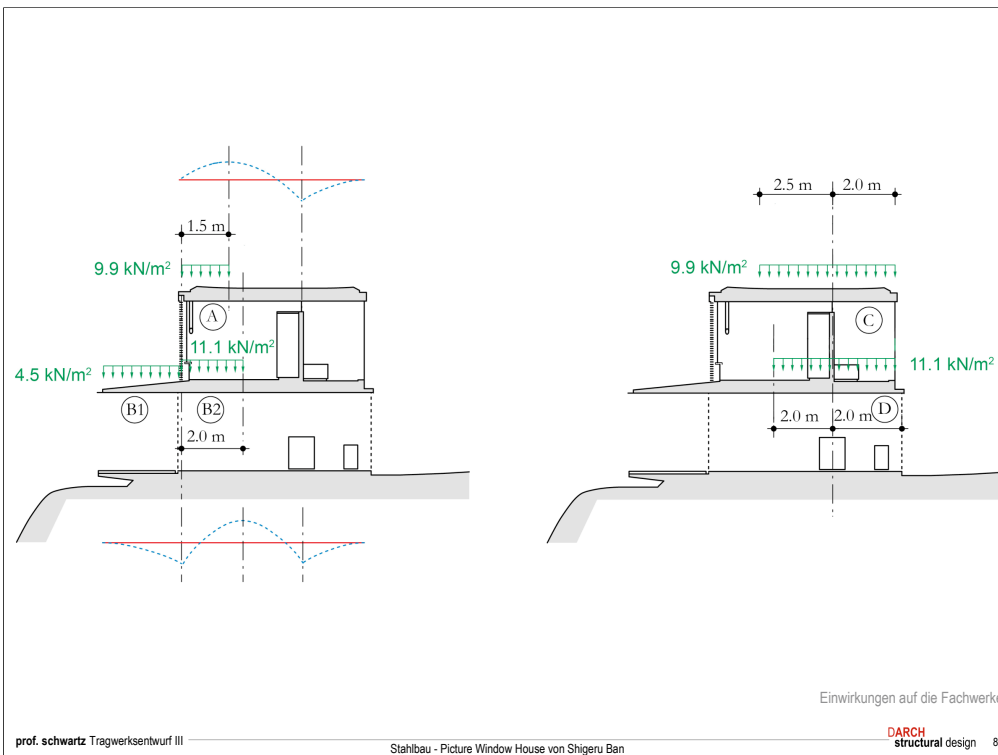 1.5 m
9.9 kN/m²
A
11.1 kN/m²
4.5 kN/m²
B1
B2
2.0 m
2.5 m
2.0 m
9.9 kN/m²
C
11.1 kN/m²
D
2.0 m
2.0 m
Einwirkungen auf die Fachwerke
prof. schwartz Tragwerksentwurf III
Stahlbau - Picture Window House von Shigeru Ban
DARCH
structural design 8